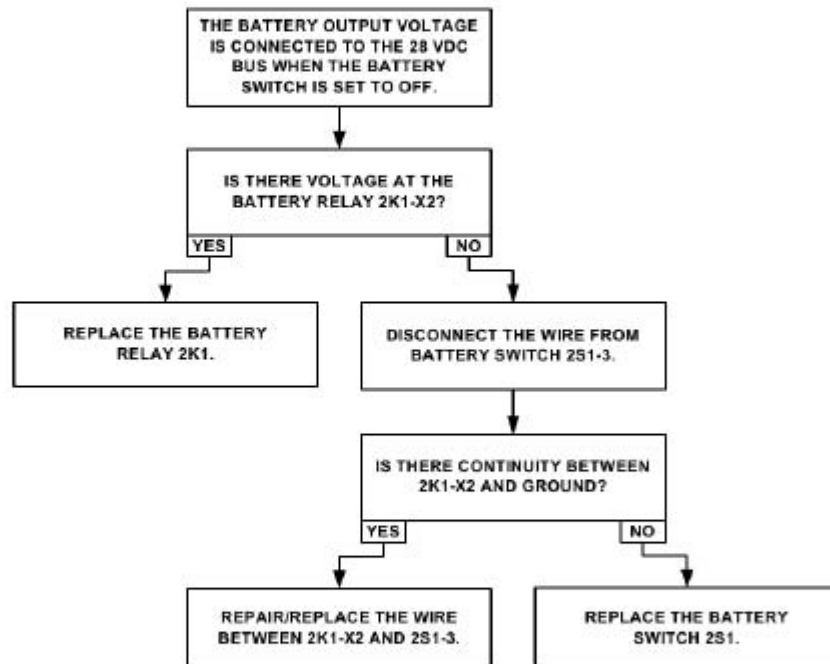 THE BATTERY OUTPUT VOLTAGE
IS CONNECTED TO THE 28 VDC
BUS WHEN THE BATTERY
SWITCH IS SET TO OFF.
IS THERE VOLTAGE AT THE
BATTERY RELAY 2K1-X2?
YES
NO
REPLACE THE BATTERY
RELAY 2K1.
DISCONNECT THE WIRE FROM
BATTERY SWITCH 2S1-3.
IS THERE CONTINUITY BETWEEN
2K1-X2 AND GROUND?
YES
NO
REPAIR/REPLACE THE WIRE
BETWEEN 2K1-X2 AND 2S1-3.
REPLACE THE BATTERY
SWITCH 2S1.